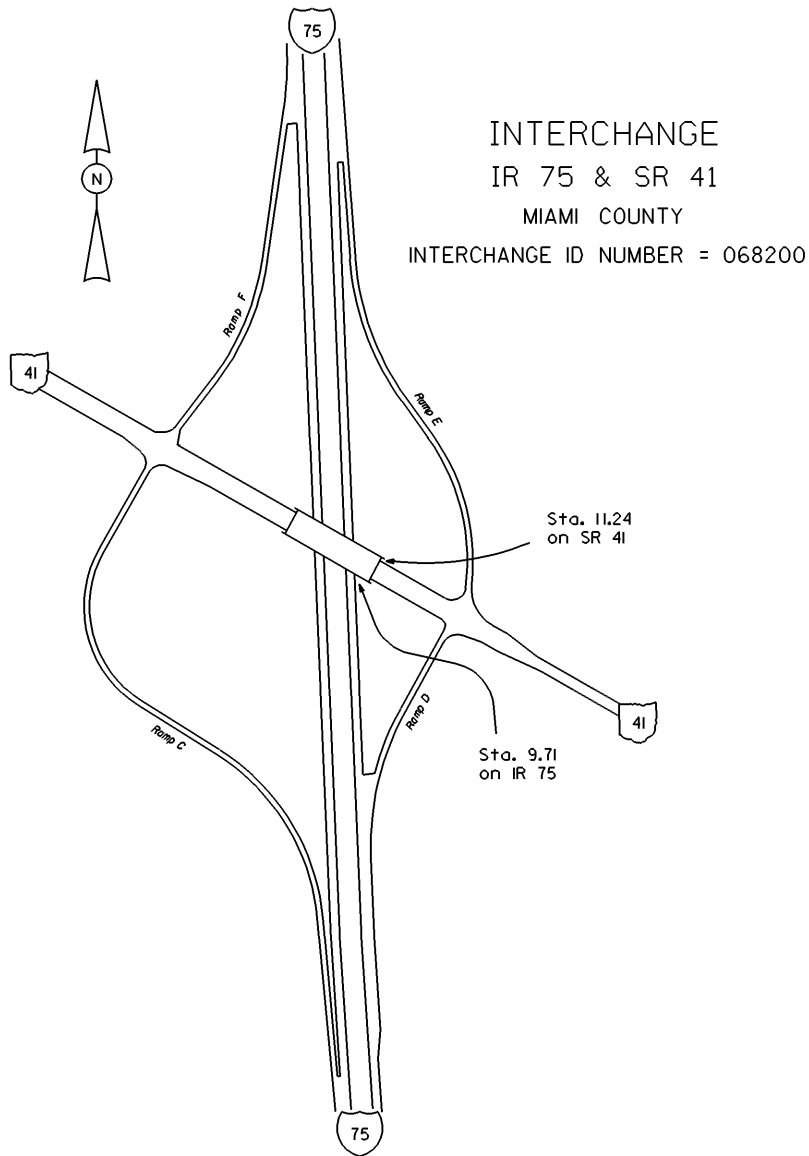 75
INTERCHANGE
IR 75 & SR 41
MIAMI COUNTY
INTERCHANGE ID NUMBER = 068200
N
Ramp F
41
Ramp E
Sta. 11.24
on SR 41
Ramp D
41
Ramp C
Sta. 9.71
on IR 75
75